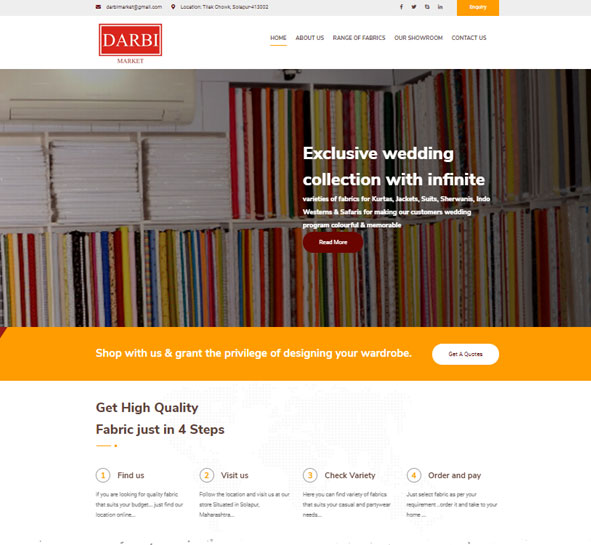 darbimarket@gmail.com Location: Tilak Chowk, Solapur-413002 Enquiry
DARBI
MARKET
HOME ABOUT US RANGE OF FABRICS OUR SHOWROOM CONTACT US
Exclusive wedding
collection with infinite
varieties of fabrics for Kurtas, Jackets, Suits, Sherwanis, Indo
Westerns & Safaris for making our customers wedding
program colourful & memorable
Read More
Shop with us & grant the privilege of designing your wardrobe.
Get A Quotes
Get High Quality
Fabric just in 4 Steps
1 Find us
If you are looking for quality fabric
that suits your budget... just find our
location online...
2 Visit us
Follow the location and visit us at our
store Situated in Solapur,
Maharashtra...
3 Check Variety
Here you can find variety of fabrics
that suits your casual and partywear
needs...
4 Order and pay
Just select fabric as per your
requirement ..order it and take to your
home ...